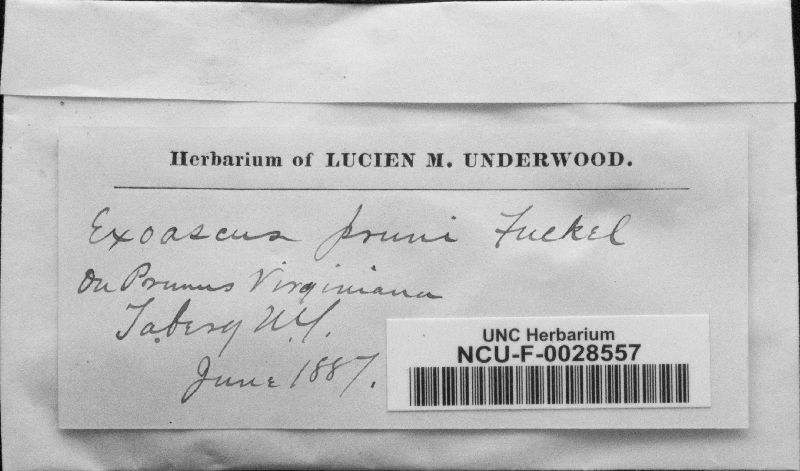 Herbarium of LUCIEN M. UNDERWOOD.
Exoascus pruni Fuckel
On Prunus Virginiana
Taberg N.Y.
June 1887.
UNC Herbarium
NCU-F-0028557